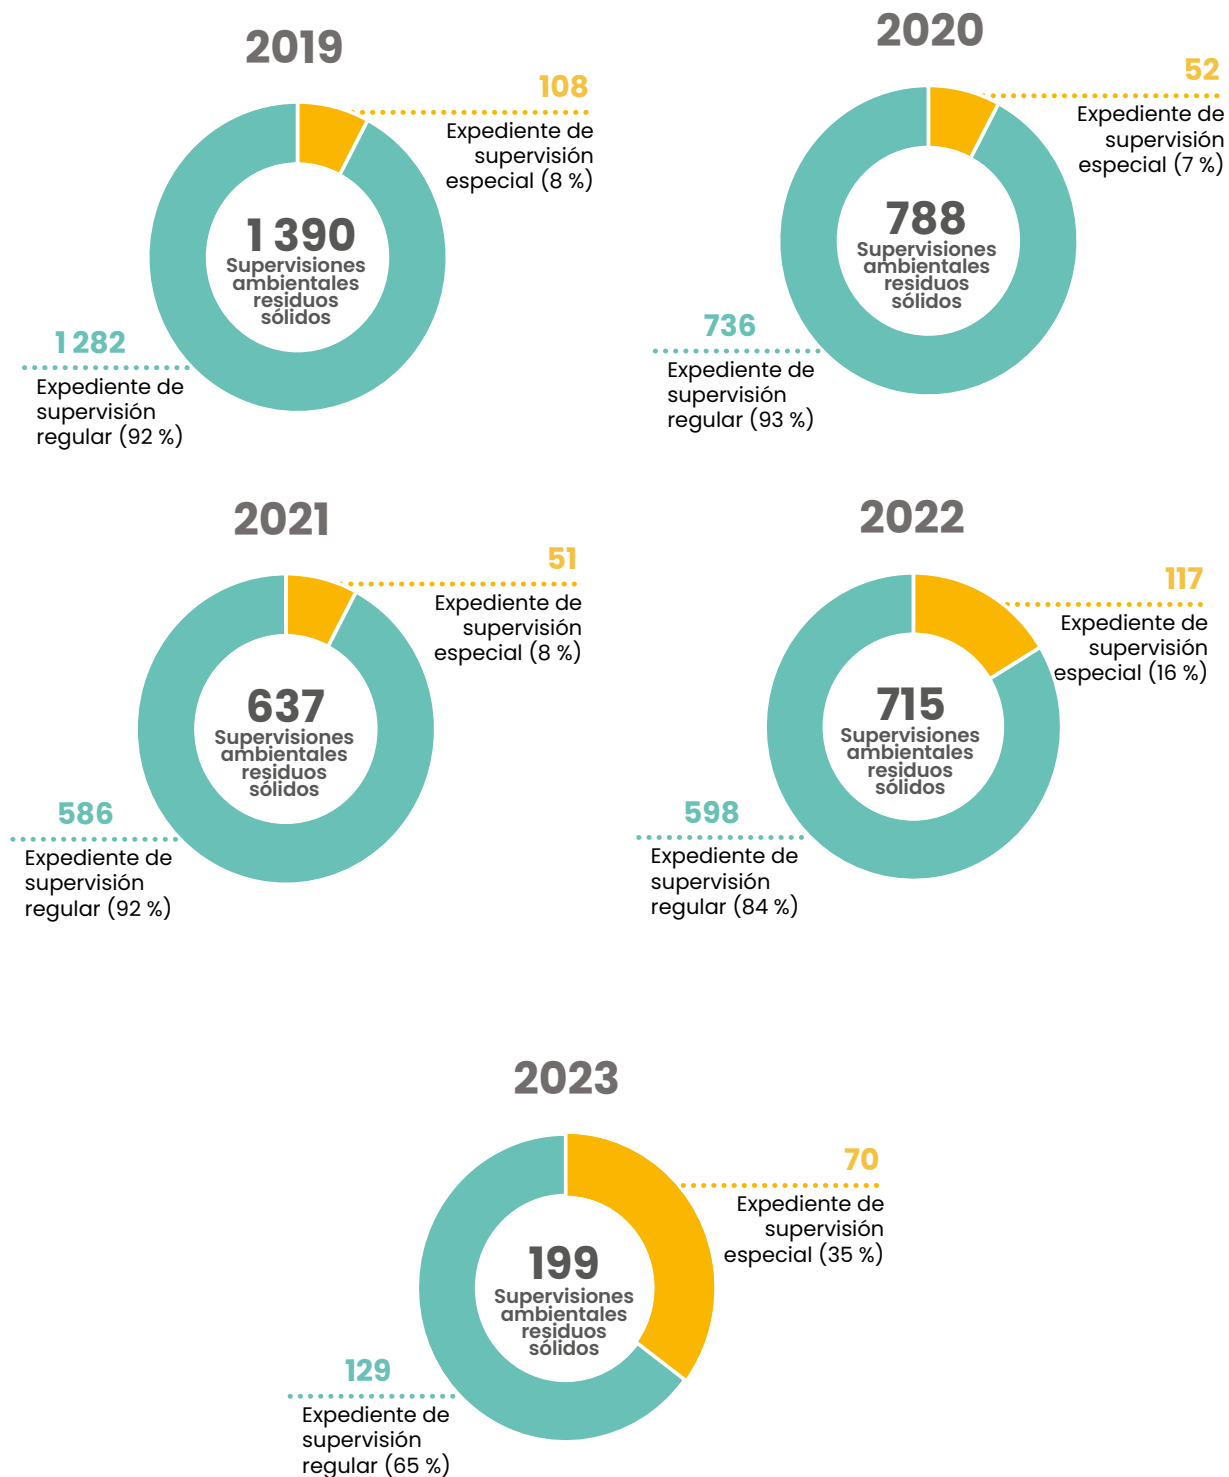 2019
108
Expediente de
supervisión
especial (8 %)
1 390
Supervisiones
ambientales
residuos
sólidos
1 282
Expediente de
supervisión
regular (92 %)
2020
52
Expediente de
supervisión
especial (7 %)
788
Supervisiones
ambientales
residuos
sólidos
736
Expediente de
supervisión
regular (93 %)
2021
51
Expediente de
supervisión
especial (8 %)
637
Supervisiones
ambientales
residuos
sólidos
586
Expediente de
supervisión
regular (92 %)
2022
117
Expediente de
supervisión
especial (16 %)
715
Supervisiones
ambientales
residuos
sólidos
598
Expediente de
supervisión
regular (84 %)
2023
70
Expediente de
supervisión
especial (35 %)
199
Supervisiones
ambientales
residuos
sólidos
129
Expediente de
supervisión
regular (65 %)